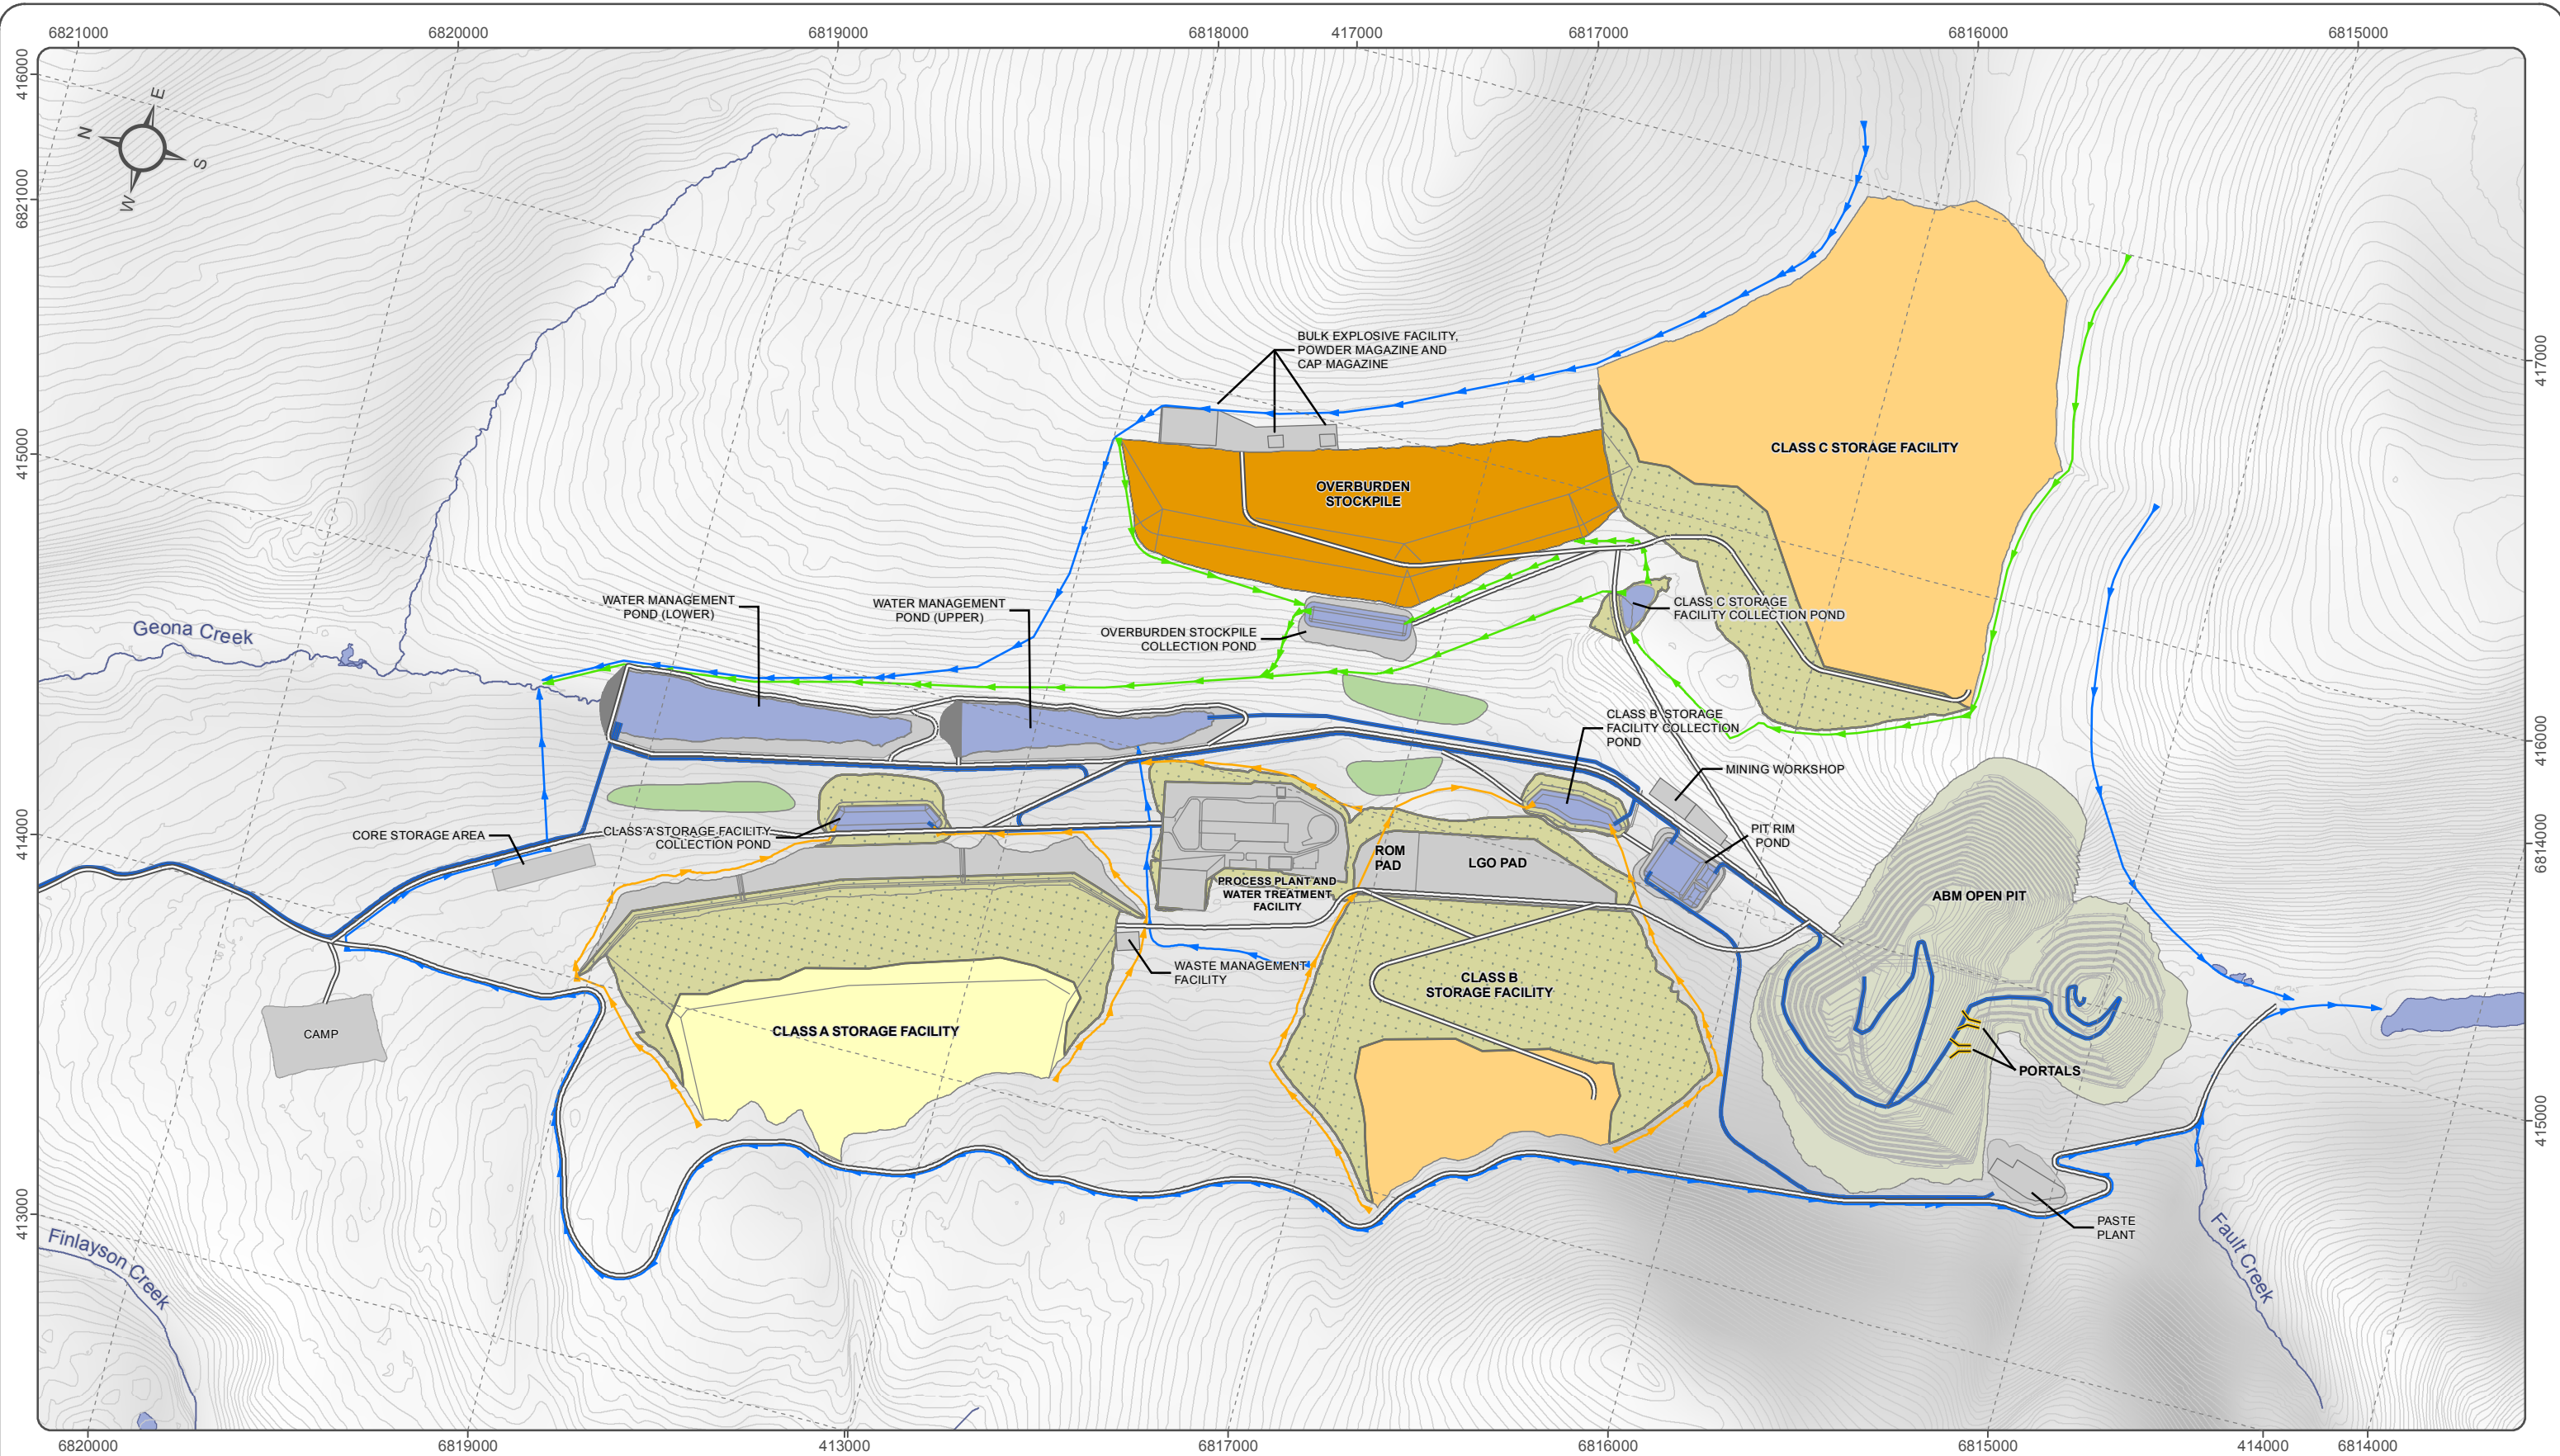 6821000
6820000
6819000
6818000
417000
6817000
6816000
6815000
416000
6821000
415000
414000
413000
417000
416000
6814000
415000
E
N
S
W
BULK EXPLOSIVE FACILITY,
POWDER MAGAZINE AND
CAP MAGAZINE
CLASS C STORAGE FACILITY
OVERBURDEN
STOCKPILE
WATER MANAGEMENT
POND (LOWER)
WATER MANAGEMENT
POND (UPPER)
CLASS C STORAGE
FACILITY COLLECTION POND
Geona Creek
OVERBURDEN STOCKPILE
COLLECTION POND
CLASS B STORAGE
FACILITY COLLECTION
POND
MINING WORKSHOP
CORE STORAGE AREA
CLASS A STORAGE FACILITY
COLLECTION POND
PIT RIM
POND
ROM
PAD
LGO PAD
PROCESS PLANT AND
WATER TREATMENT
FACILITY
ABM OPEN PIT
WASTE MANAGEMENT
FACILITY
CLASS B
STORAGE FACILITY
CAMP
CLASS A STORAGE FACILITY
PORTALS
PASTE
PLANT
Finlayson Creek
Fault Creek
6820000
6819000
413000
6817000
6816000
6815000
414000
6814000